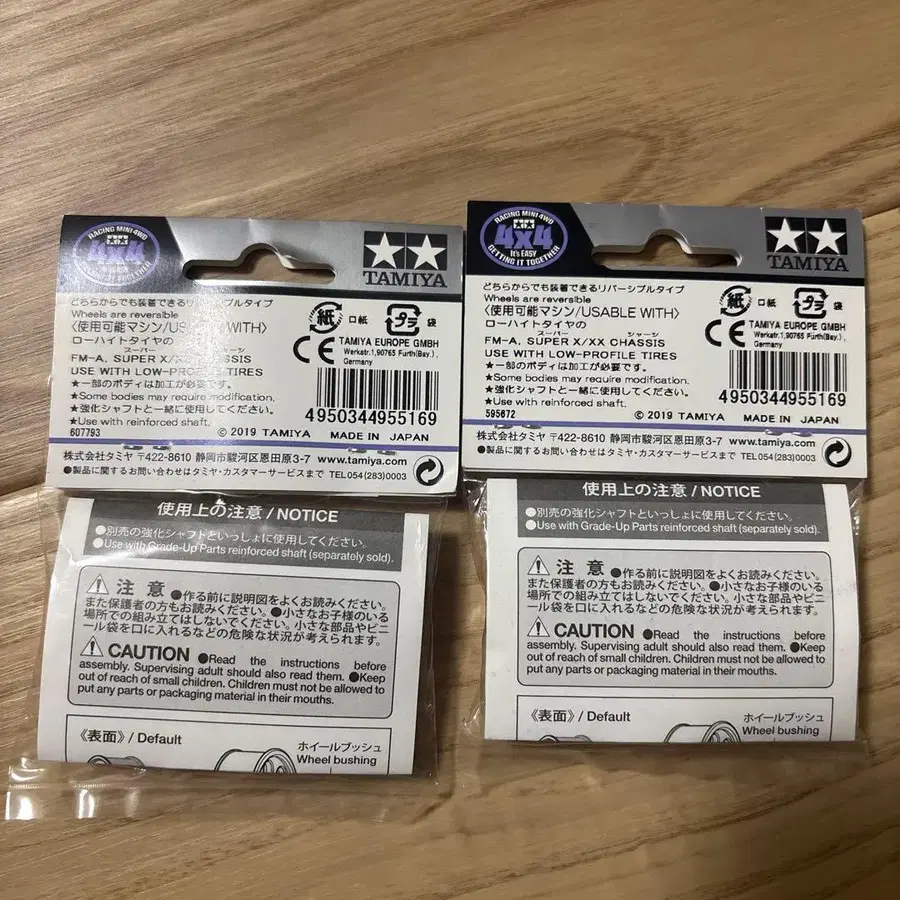 RACING MINI 4WD
4x4
It's EASY
GETTING IT TOGETHER
TAMIYA
どちらからでも装着できるリバーシブルタイプ
Wheels are reversible
〈使用可能マシン/USABLE WITH〉
ローハイトタイヤの
スーパー
シャーシ
FM-A, SUPER X/XX CHASSIS
USE WITH LOW-PROFILE TIRES
★一部のボディは加工が必要です。
★Some bodies may require modification.
★強化シャフトと一緒に使用してください。
★Use with reinforced shaft.
607793
紙
口紙
プラ
袋
CE
TAMIYA EUROPE GMBH
Werkstr.1,90765 Fürth(Bay.),
Germany
4950344955169
© 2019 TAMIYA
MADE IN JAPAN
株式会社タミヤ 〒422-8610 静岡市駿河区恩田原3-7 www.tamiya.com
●製品に関するお問い合わせはタミヤ・カスタマーサービスまで TEL054(283)0003
使用上の注意/NOTICE
●別売の強化シャフトといっしょに使用してください。
●Use with Grade-Up Parts reinforced shaft (separately sold).
注意 ●作る前に説明図をよくお読みください。
また保護者の方もお読みください。●小さなお子様のいる
場所での組み立てはしないでください。小さな部品やビニ
ール袋を口に入れるなどの危険な状況が考えられます。
CAUTION ●Read the instructions before
assembly. Supervising adult should also read them. ●Keep
out of reach of small children. Children must not be allowed to
put any parts or packaging material in their mouths.
《表面》/ Default
ホイールブッシュ
Wheel bushing
RACING MINI 4WD
4x4
It's EASY
GETTING IT TOGETHER
TAMIYA
どちらからでも装着できるリバーシブルタイプ
Wheels are reversible
〈使用可能マシン/USABLE WITH〉
ローハイトタイヤの
スーパー
シャーシ
FM-A, SUPER X/XX CHASSIS
USE WITH LOW-PROFILE TIRES
★一部のボディは加工が必要です。
★Some bodies may require modification.
★強化シャフトと一緒に使用してください。
★Use with reinforced shaft.
595672
紙
口紙
プラ
袋
CE
TAMIYA EUROPE GMBH
Werkstr.1,90765 Fürth(Bay.),
Germany
4950344955169
© 2019 TAMIYA
MADE IN JAPAN
株式会社タミヤ 〒422-8610 静岡市駿河区恩田原3-7 www.tamiya.com
●製品に関するお問い合わせはタミヤ・カスタマーサービスまで TEL054(283)0003
使用上の注意/NOTICE
●別売の強化シャフトといっしょに使用してください。
●Use with Grade-Up Parts reinforced shaft (separately sold).
注意 ●作る前に説明図をよくお読みください。
また保護者の方もお読みください。●小さなお子様のいる
場所での組み立てはしないでください。小さな部品やビニ
ール袋を口に入れるなどの危険な状況が考えられます。
CAUTION ●Read the instructions before
assembly. Supervising adult should also read them. ●Keep
out of reach of small children. Children must not be allowed to
put any parts or packaging material in their mouths.
《表面》/ Default
ホイールブッシュ
Wheel bushing